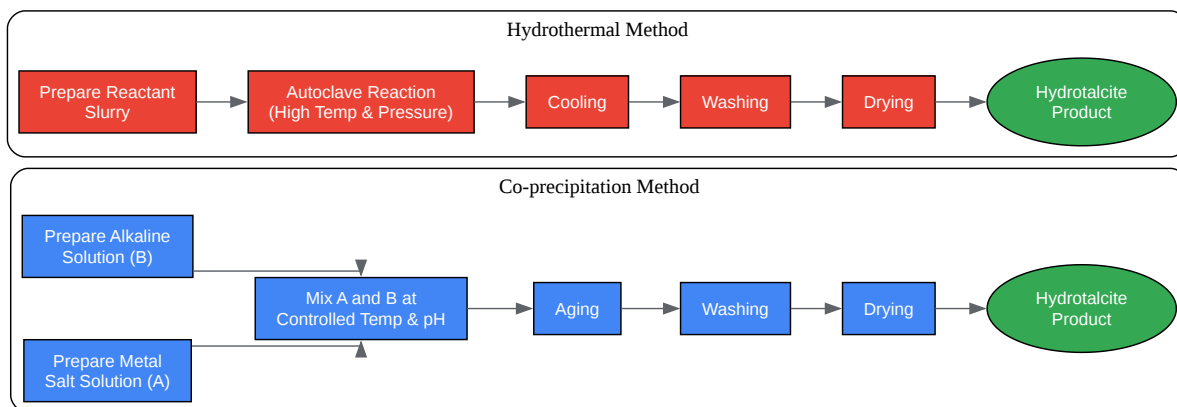 Hydrothermal Method
Prepare Reactant
Slurry
Autoclave Reaction
(High Temp & Pressure)
Cooling
Washing
Drying
Hydrotalcite
Product
Co-precipitation Method
Prepare Alkaline
Solution (B)
Prepare Metal
Salt Solution (A)
Mix A and B at
Controlled Temp & pH
Aging
Washing
Drying
Hydrotalcite
Product